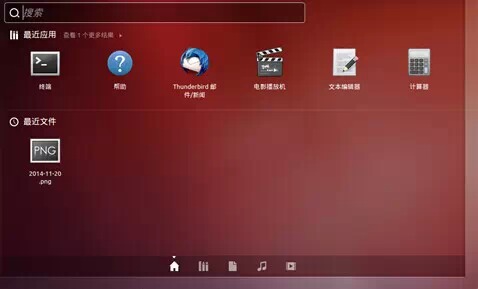 搜索
最近应用 查看 1 个更多结果
终端
帮助
Thunderbird 邮
件/新闻
电影播放机
文本编辑器
计算器
最近文件
PNG
2014-11-20
.png